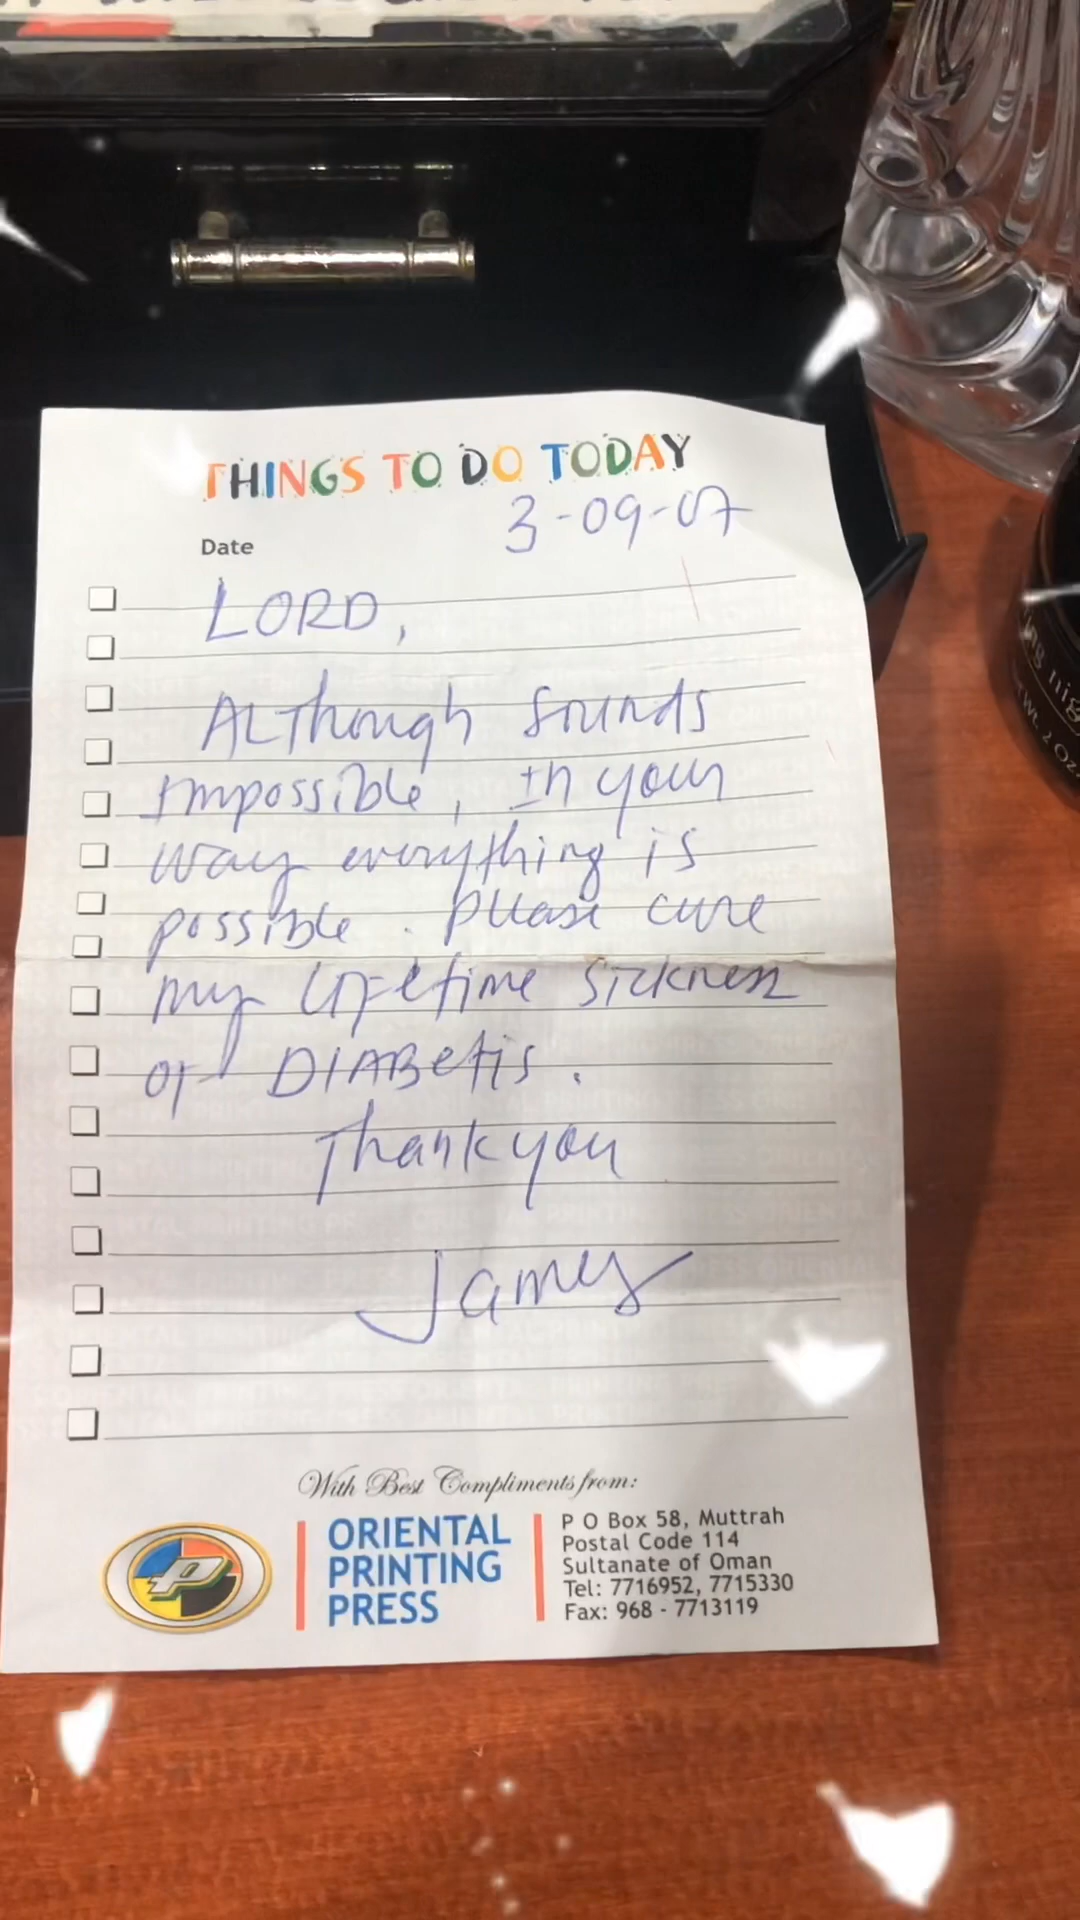 THINGS TO DO TODAY
3-09-07
Date
LORD,
ALThough sounds
Impossible, In your
way everything is
possible. please cure
my Lifetime sickness
of DIABetis.
Thank you
James
With Best Compliments from:
ORIENTAL
PRINTING
PRESS
P O Box 58, Muttrah
Postal Code 114
Sultanate of Oman
Tel: 7716952, 7715330
Fax: 968 - 7713119